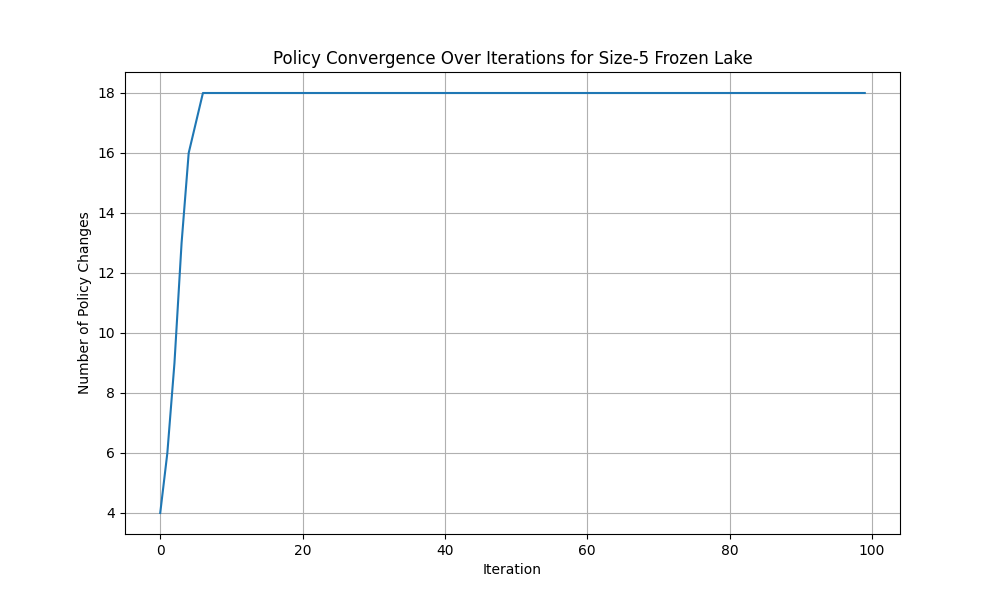 Policy Convergence Over Iterations for Size-5 Frozen Lake
18
16
14
12
10
8
6
4
Number of Policy Changes
0 20 40 60 80 100
Iteration